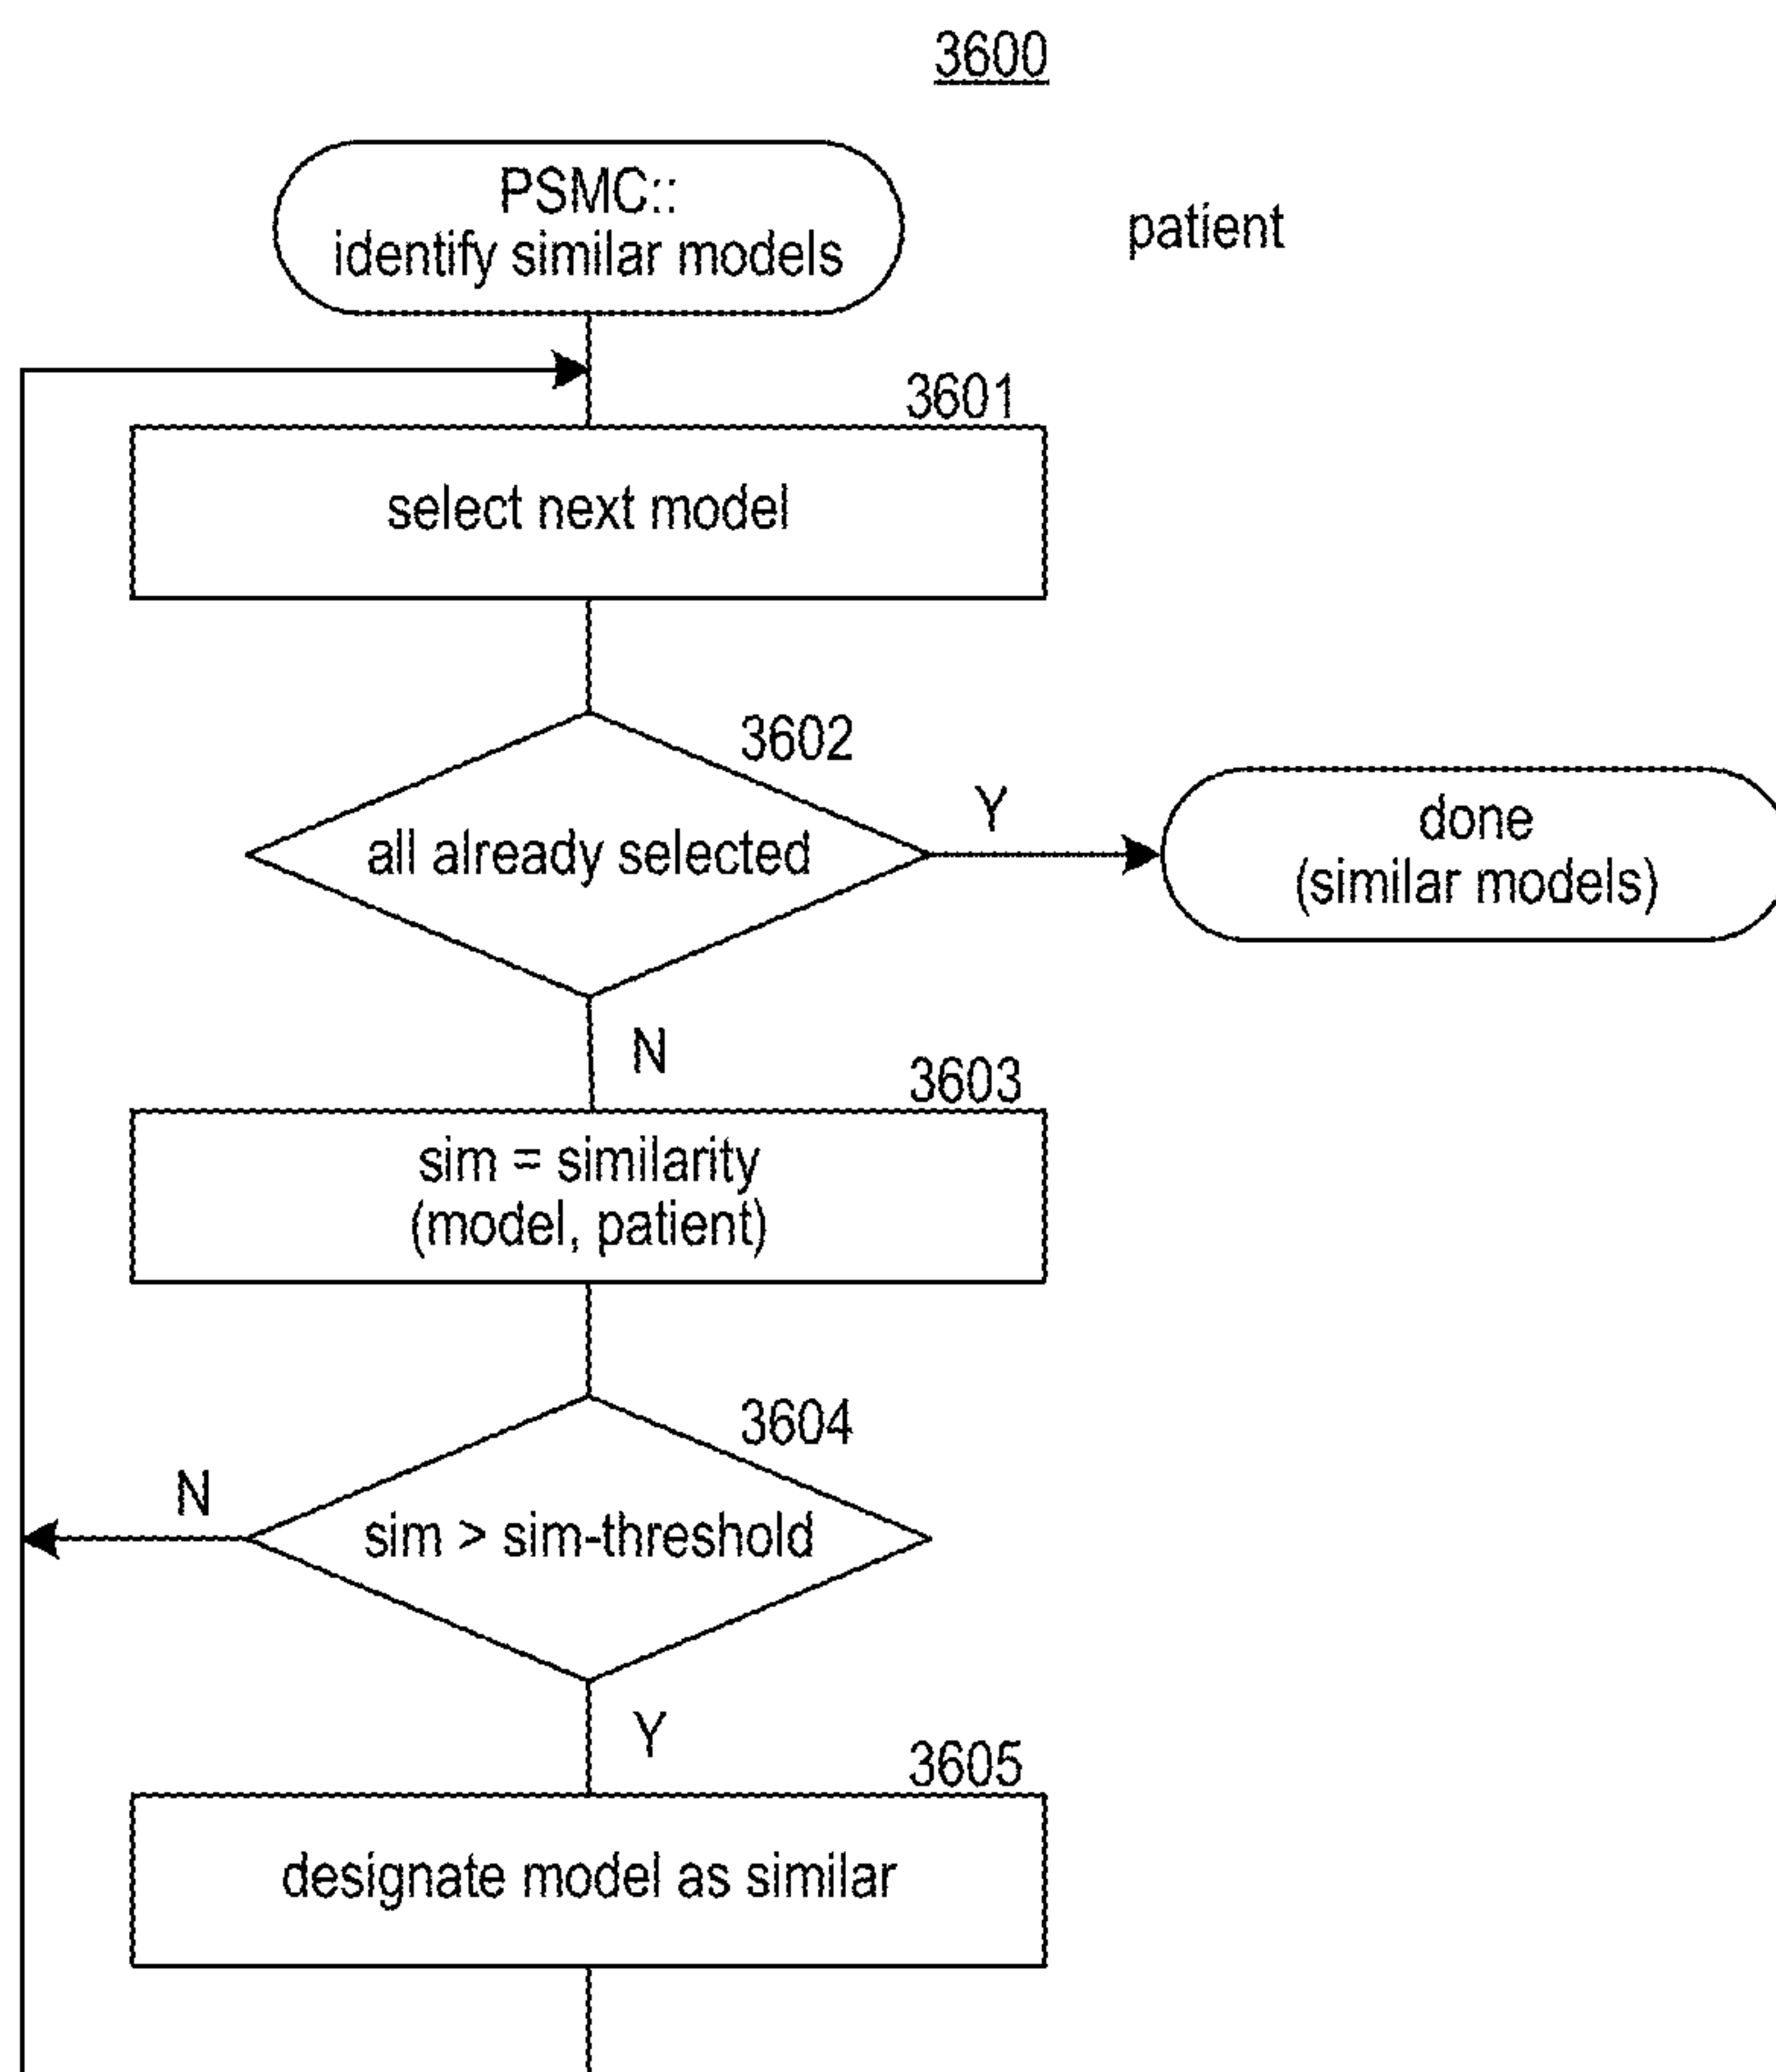 3600
PSMC::
identify similar models
patient
3601
select next model
3602
all already selected
Y
done
(similar models)
N
3603
sim = similarity
(model, patient)
3604
N
sim > sim-threshold
Y
3605
designate model as similar